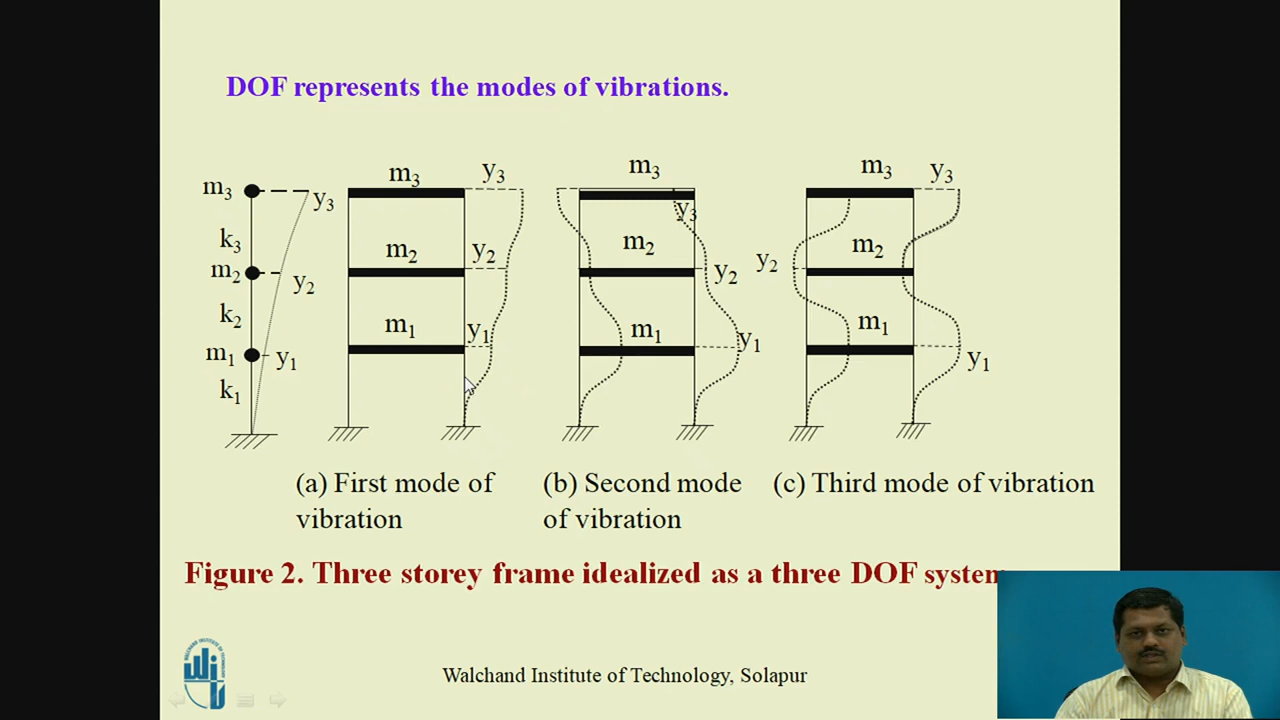 DOF represents the modes of vibrations.
m3 y3 k3 m2 y2 k2 m1 y1 k1
m3 y3 m2 y2 m1 y1
m3 y3 m2 y2 m1 y1
m3 y3 m2 y2 m1 y1
(a) First mode of
vibration
(b) Second mode
of vibration
(c) Third mode of vibration
Figure 2. Three storey frame idealized as a three DOF system
Walchand Institute of Technology, Solapur